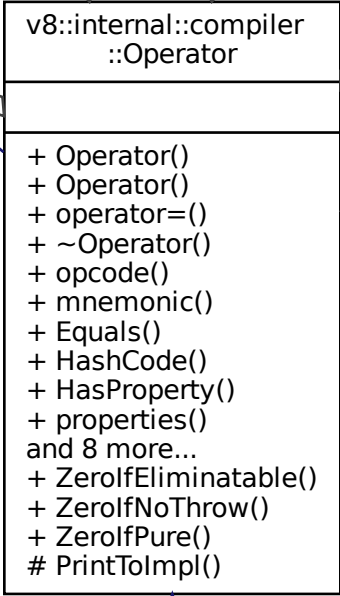 v8::internal::compiler
::Operator
+ Operator()
+ Operator()
+ operator=()
+ ~Operator()
+ opcode()
+ mnemonic()
+ Equals()
+ HashCode()
+ HasProperty()
+ properties()
and 8 more...
+ ZeroIfEliminatable()
+ ZeroIfNoThrow()
+ ZeroIfPure()
# PrintToImpl()